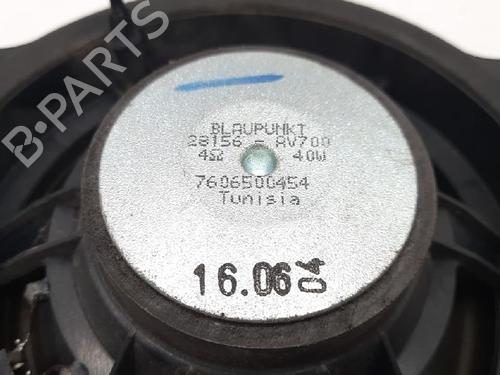 BLAUPUNKT
28156 - AV700
4Ω 40W
7606500454
Tunisia
16.06 04
B-PARTS